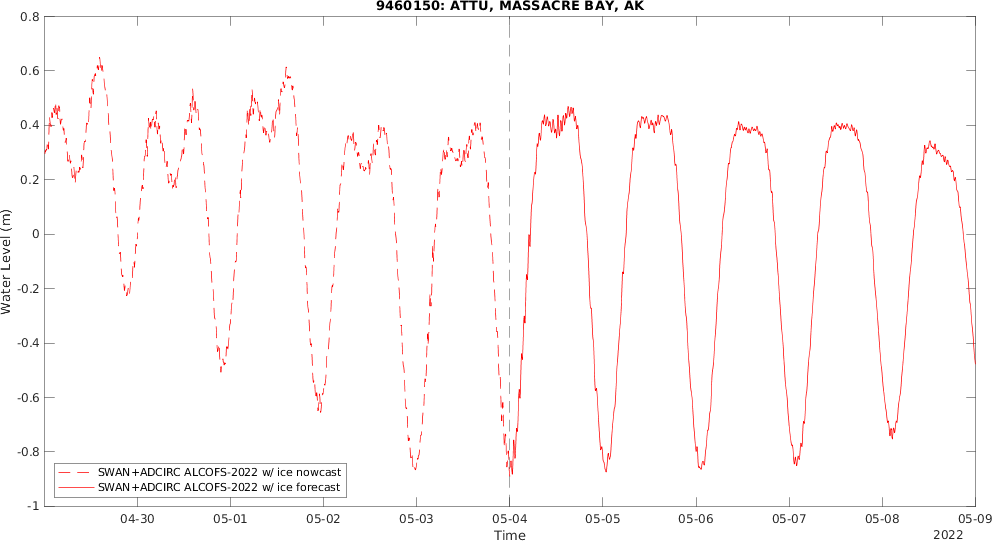 9460150: ATTU, MASSACRE BAY, AK
Water Level (m)
0.8
0.6
0.4
0.2
0
-0.2
-0.4
-0.6
-0.8
-1
SWAN+ADCIRC ALCOFS-2022 w/ ice nowcast
SWAN+ADCIRC ALCOFS-2022 w/ ice forecast
04-30 05-01 05-02 05-03 05-04 05-05 05-06 05-07 05-08 05-09
Time
2022